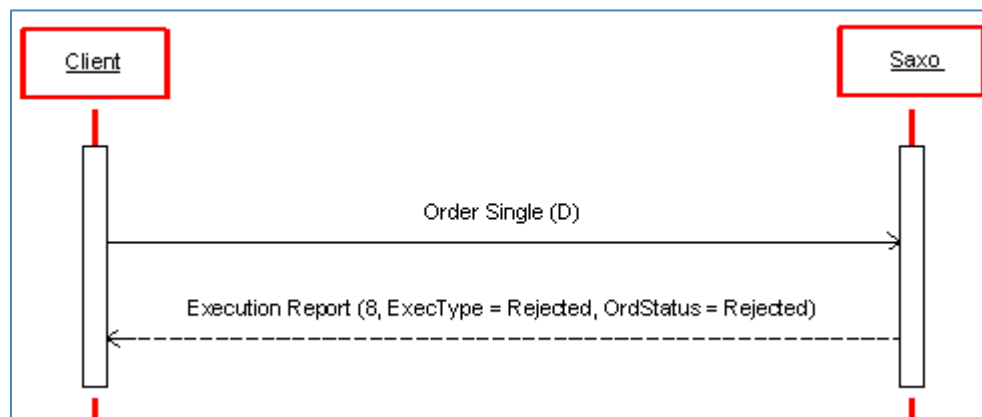 Client
Saxo
Order Single (D)
Execution Report (8, ExecType = Rejected, OrdStatus = Rejected)